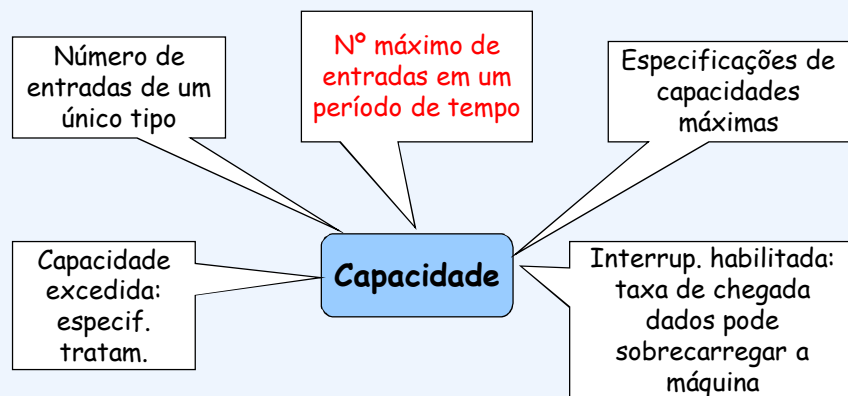 Número de
entradas de um
único tipo
Nº máximo de
entradas em um
período de tempo
Especificações de
capacidades
máximas
Capacidade
excedida:
especif.
tratam.
Capacidade
Interrup. habilitada:
taxa de chegada
dados pode
sobrecarregar a
máquina